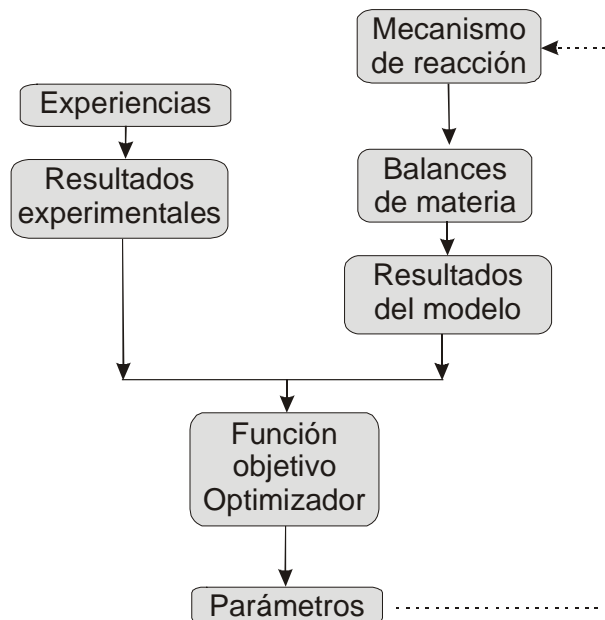 Mecanismo
de reacción
Experiencias
Resultados
experimentales
Balances
de materia
Resultados
del modelo
Función
objetivo
Optimizador
Parámetros